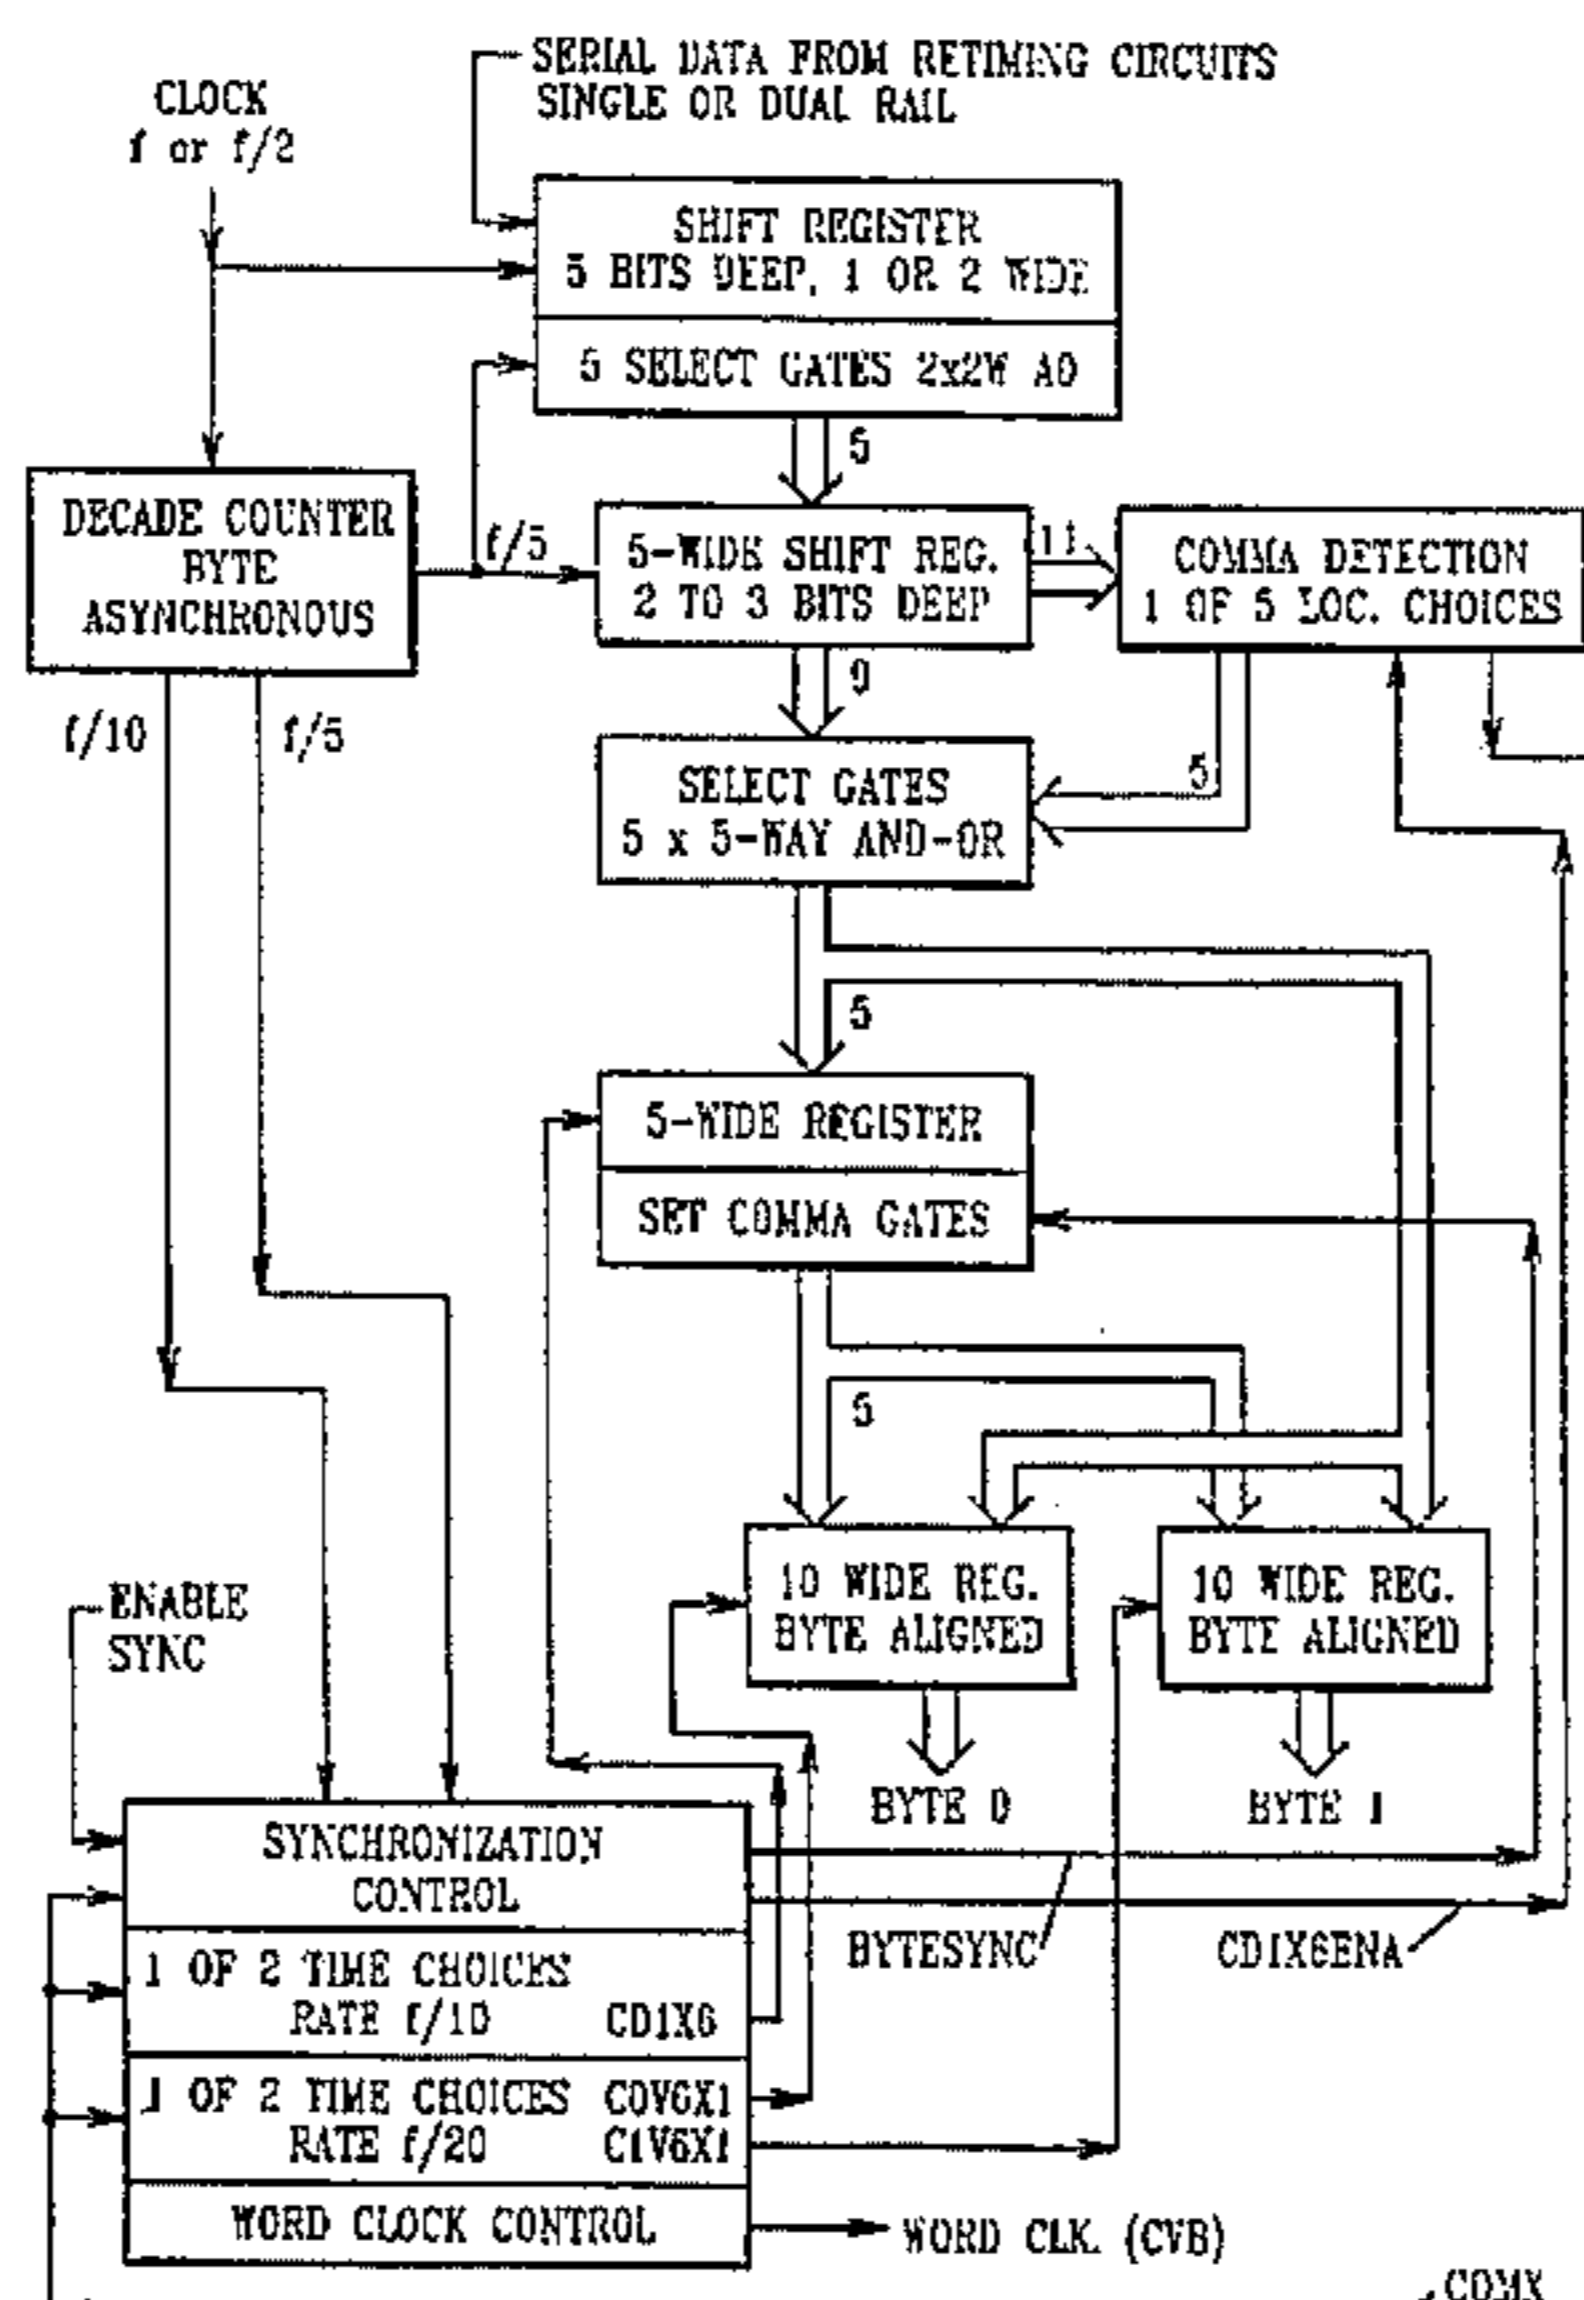 SERIAL DATA FROM RETIMING CIRCUITS
SINGLE OR DUAL RAIL
CLOCK
f or f/2
SHIFT REGISTER
5 BITS DEEP, 1 OR 2 WIDE
5 SELECT GATES 2x2W AO
5
DECADE COUNTER
BYTE
ASYNCHRONOUS
f/5
5-WIDE SHIFT REG.
2 TO 3 BITS DEEP
11
COMMA DETECTION
1 OF 5 LOC. CHOICES
f/10
f/5
9
5
SELECT GATES
5 x 5-WAY AND-OR
5
5-WIDE REGISTER
SET COMMA GATES
5
10 WIDE REG.
BYTE ALIGNED
10 WIDE REG.
BYTE ALIGNED
ENABLE
SYNC
BYTE 0
BYTE 1
SYNCHRONIZATION
CONTROL
BYTESYNC
CD1X6ENA
1 OF 2 TIME CHOICES
RATE f/10 CD1X6
1 OF 2 TIME CHOICES C0V6X1
RATE f/20 C1V6X1
WORD CLOCK CONTROL
WORD CLK. (CVB)
COMX